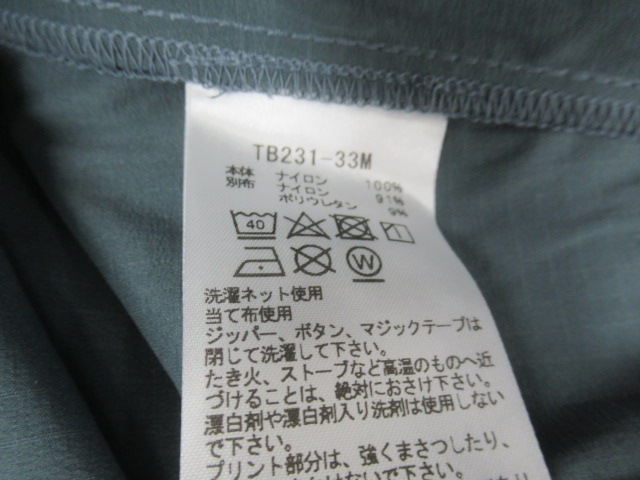 TB231-33M
本体 ナイロン 100%
別布 ナイロン 91%
ポリウレタン 9%
40
W
洗濯ネット使用
当て布使用
ジッパー、ボタン、マジックテープは
閉じて洗濯して下さい。
たき火、ストーブなど高温のものへ近
づけることは、絶対におさけ下さい。
漂白剤や漂白剤入り洗剤は使用しない
で下さい。
プリント部分は、強くまさつしたり、